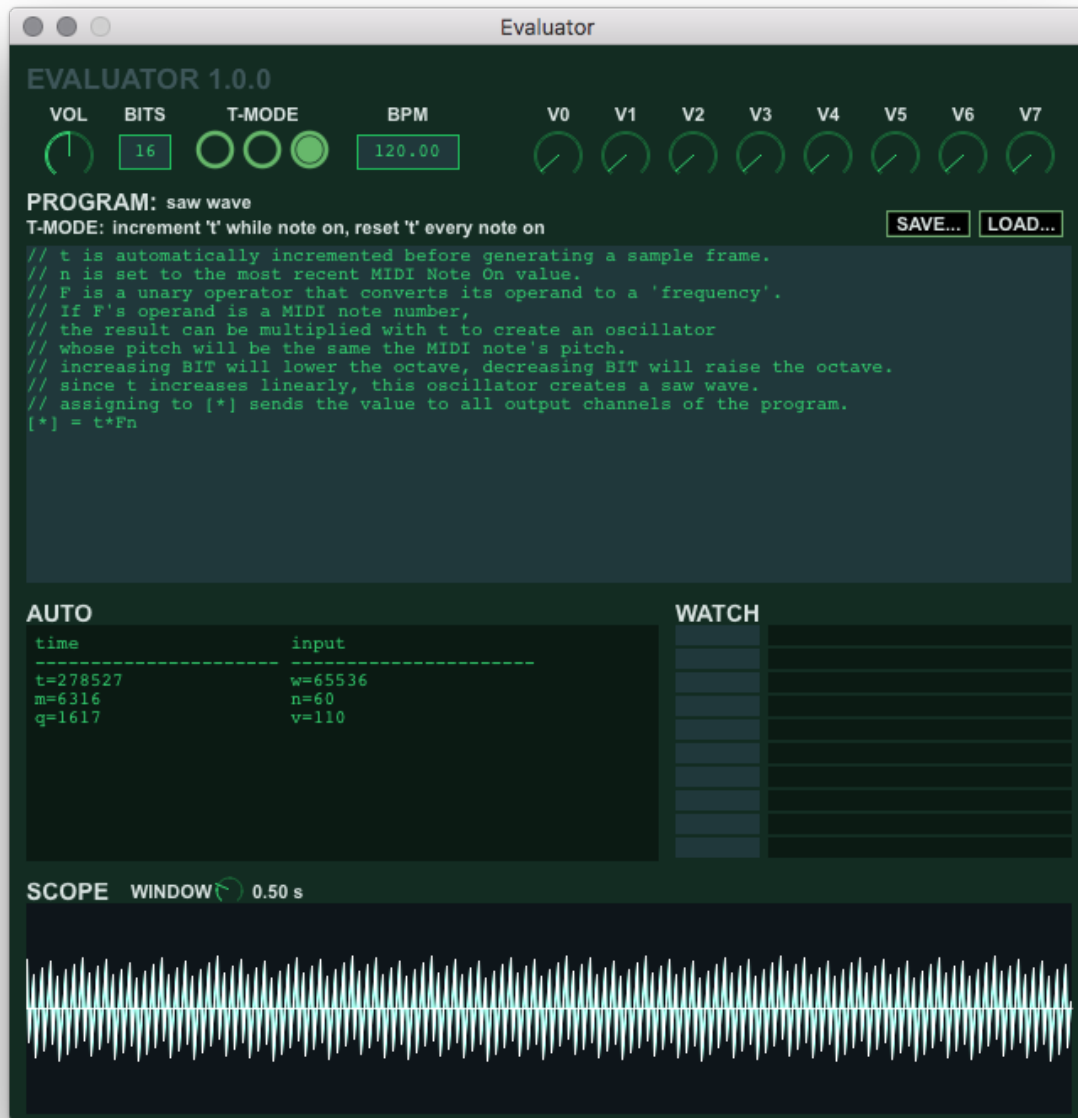 Evaluator
EVALUATOR 1.0.0
VOL BITS T-MODE BPM V0 V1 V2 V3 V4 V5 V6 V7
16 120.00
PROGRAM: saw wave
T-MODE: increment 't' while note on, reset 't' every note on SAVE... LOAD...
// t is automatically incremented before generating a sample frame.
// n is set to the most recent MIDI Note On value.
// F is a unary operator that converts its operand to a 'frequency'.
// If F's operand is a MIDI note number,
// the result can be multiplied with t to create an oscillator
// whose pitch will be the same the MIDI note's pitch.
// increasing BIT will lower the octave, decreasing BIT will raise the octave.
// since t increases linearly, this oscillator creates a saw wave.
// assigning to [*] sends the value to all output channels of the program.
[*] = t*Fn
AUTO WATCH
time input
---------------------- ----------------------
t=278527 w=65536
m=6316 n=60
q=1617 v=110
SCOPE WINDOW 0.50 s